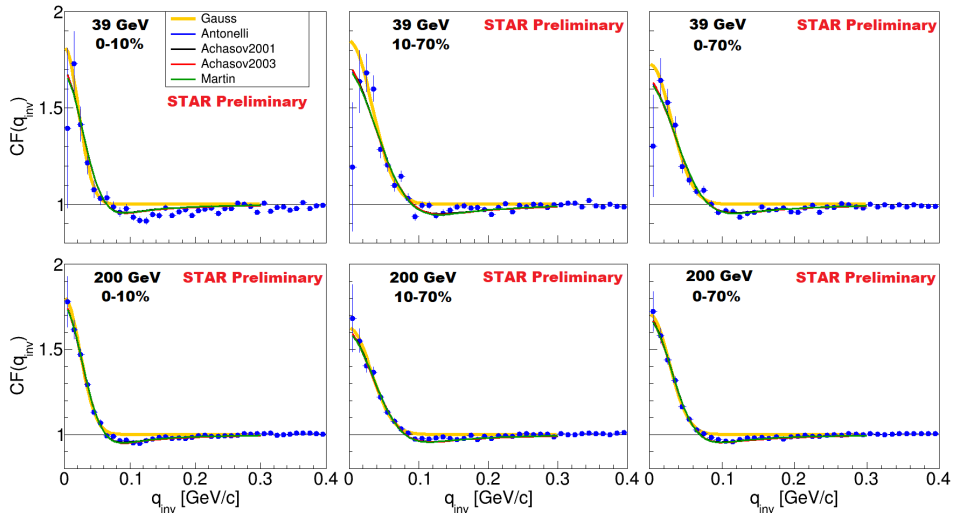 2
39 GeV
0-10%
Gauss
Antonelli
Achasov2001
Achasov2003
Martin
STAR Preliminary
39 GeV
10-70%
STAR Preliminary
39 GeV
0-70%
STAR Preliminary
CF(q_inv)
1.5
1
2
200 GeV
0-10%
STAR Preliminary
200 GeV
10-70%
STAR Preliminary
200 GeV
0-70%
STAR Preliminary
CF(q_inv)
1.5
1
0 0.1 0.2 0.3 0.4
0 0.1 0.2 0.3 0.4
0 0.1 0.2 0.3 0.4
q_inv [GeV/c]
q_inv [GeV/c]
q_inv [GeV/c]